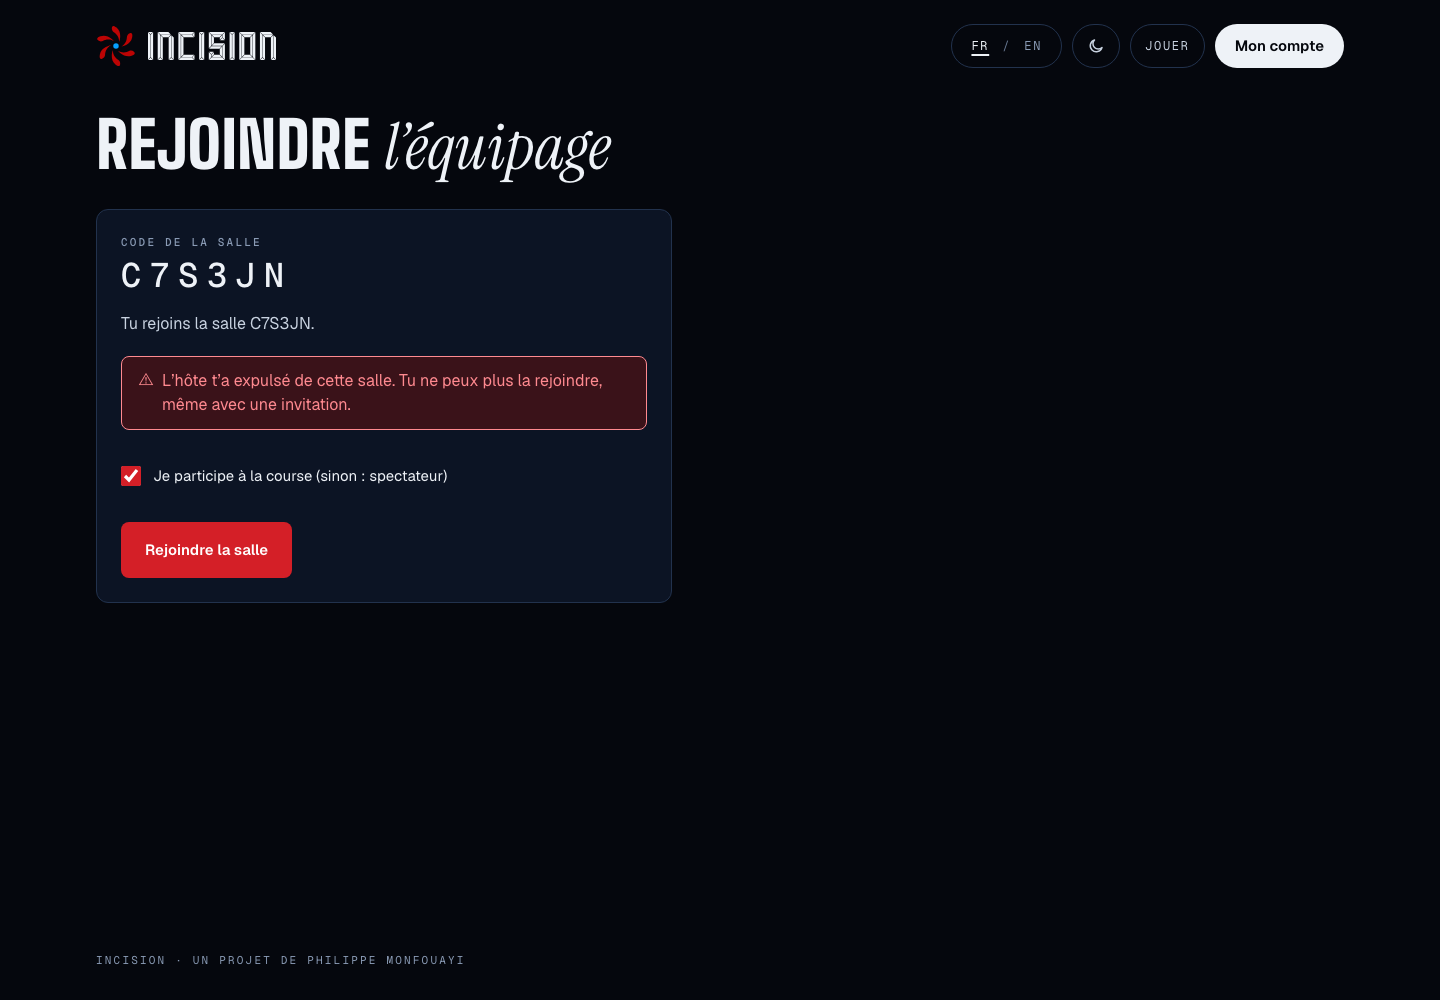 INCISION
FR / EN
JOUER
Mon compte
REJOINDRE l’équipage
CODE DE LA SALLE
C7S3JN
Tu rejoins la salle C7S3JN.
⚠ L’hôte t’a expulsé de cette salle. Tu ne peux plus la rejoindre,
même avec une invitation.
Je participe à la course (sinon : spectateur)
Rejoindre la salle
INCISION · UN PROJET DE PHILIPPE MONFOUAYI